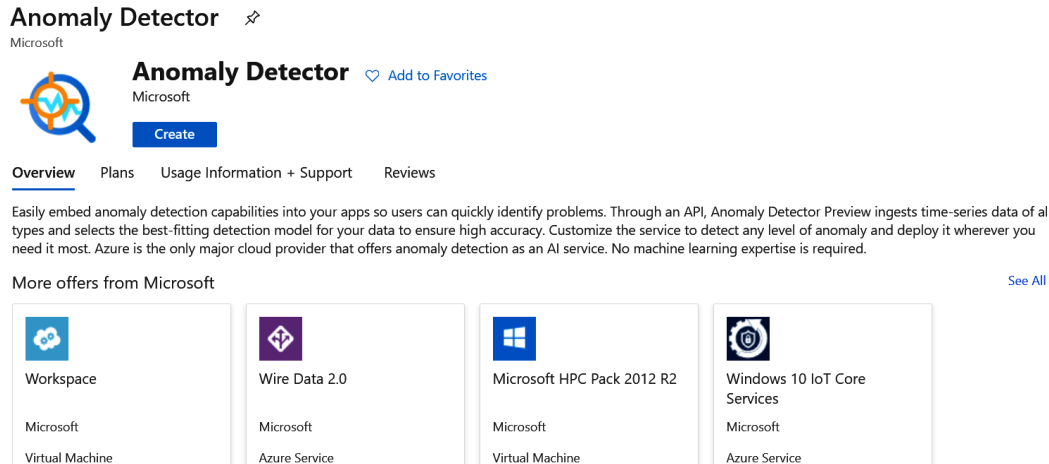 Anomaly Detector
Microsoft
Anomaly Detector
Add to Favorites
Microsoft
Create
Overview
Plans
Usage Information + Support
Reviews
Easily embed anomaly detection capabilities into your apps so users can quickly identify problems. Through an API, Anomaly Detector Preview ingests time-series data of al
types and selects the best-fitting detection model for your data to ensure high accuracy. Customize the service to detect any level of anomaly and deploy it wherever you
need it most. Azure is the only major cloud provider that offers anomaly detection as an AI service. No machine learning expertise is required.
More offers from Microsoft
See All
Workspace
Microsoft
Virtual Machine
Wire Data 2.0
Microsoft
Azure Service
Microsoft HPC Pack 2012 R2
Microsoft
Virtual Machine
Windows 10 IoT Core
Services
Microsoft
Azure Service